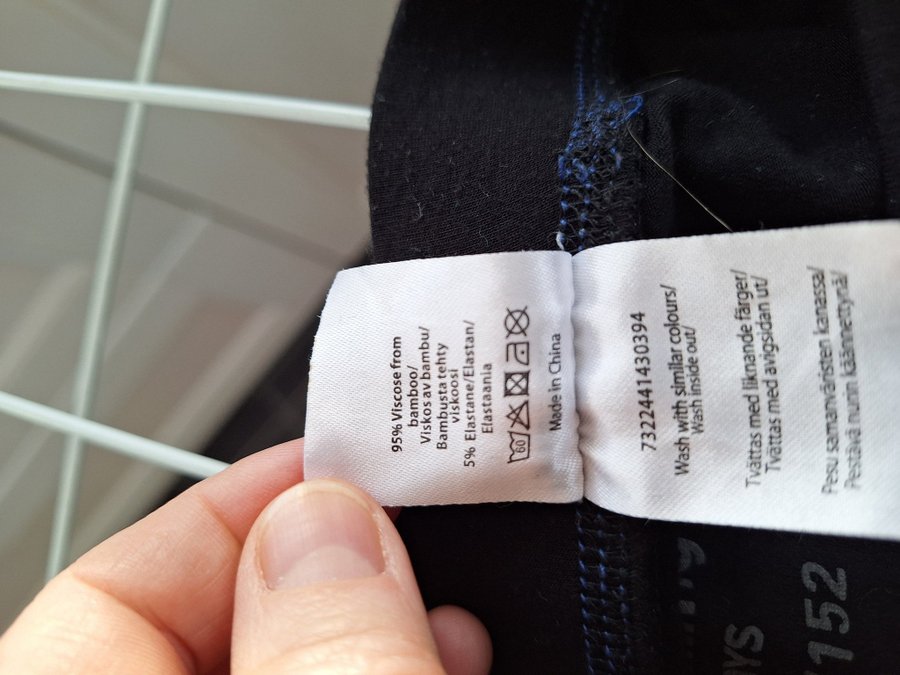 95% Viscose from
bamboo/
Viskos av bambu/
Bambusta tehty
viskoosi
5% Elastane/Elastan/
Elastaania
60
Made in China
7322441430394
Wash with similar colours/
Wash inside out/
Tvättas med liknande färger/
Tvättas med avigsidan ut/
Pesu samanväristen kanassa/
Pestävä nurin käännettynä/
152